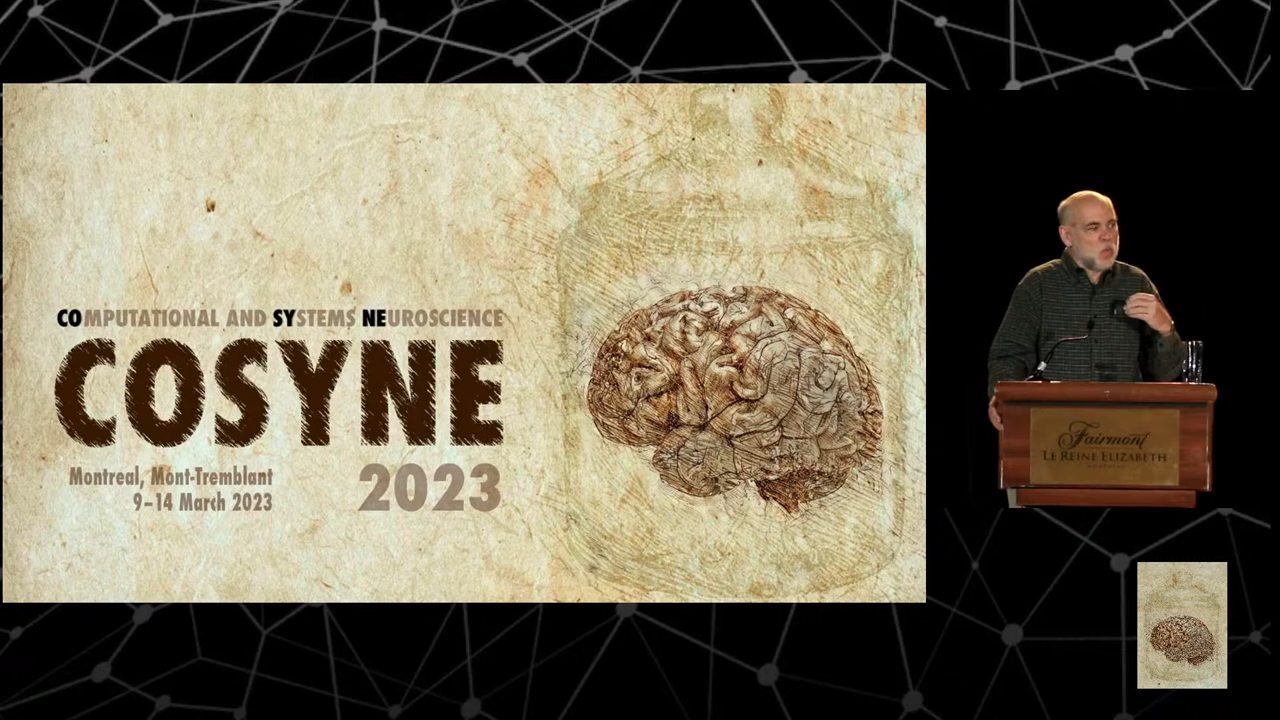 COMPUTATIONAL AND SYSTEMS NEUROSCIENCE
COSYNE
Montreal, Mont-Tremblant
9–14 March 2023
2023
Fairmont
LE REINE ELIZABETH